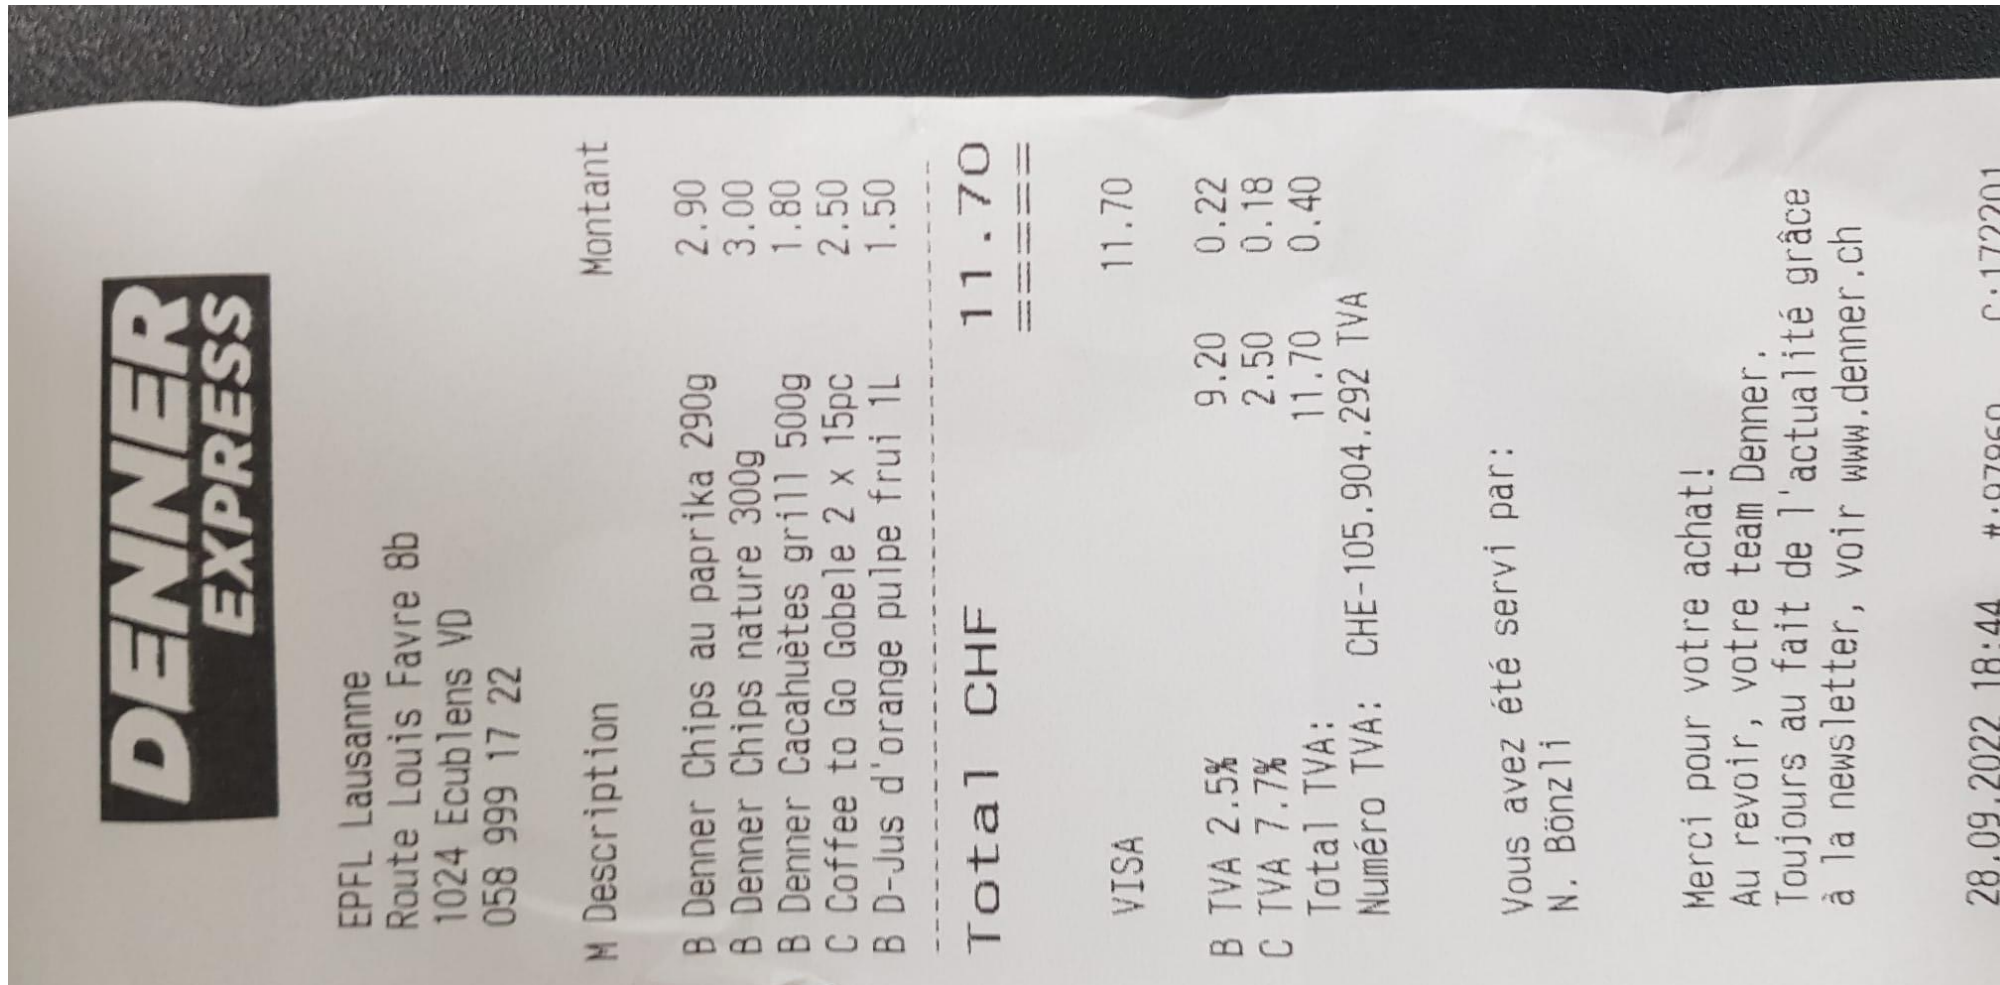 DENNER
EXPRESS
EPFL Lausanne
Route Louis Favre 8b
1024 Ecublens VD
058 999 17 22
M Description Montant
B Denner Chips au paprika 290g 2.90
B Denner Chips nature 300g 3.00
B Denner Cacahuètes grill 500g 1.80
C Coffee to Go Gobele 2 x 15pc 2.50
B D-Jus d'orange pulpe frui 1L 1.50
Total CHF 11.70
======
VISA 11.70
B TVA 2.5% 9.20 0.22
C TVA 7.7% 2.50 0.18
Total TVA: 11.70 0.40
Numéro TVA: CHE-105.904.292 TVA
Vous avez été servi par:
N. Bönzli
Merci pour votre achat!
Au revoir, votre team Denner.
Toujours au fait de l'actualité grâce
à la newsletter, voir www.denner.ch
28.09.2022 18:44